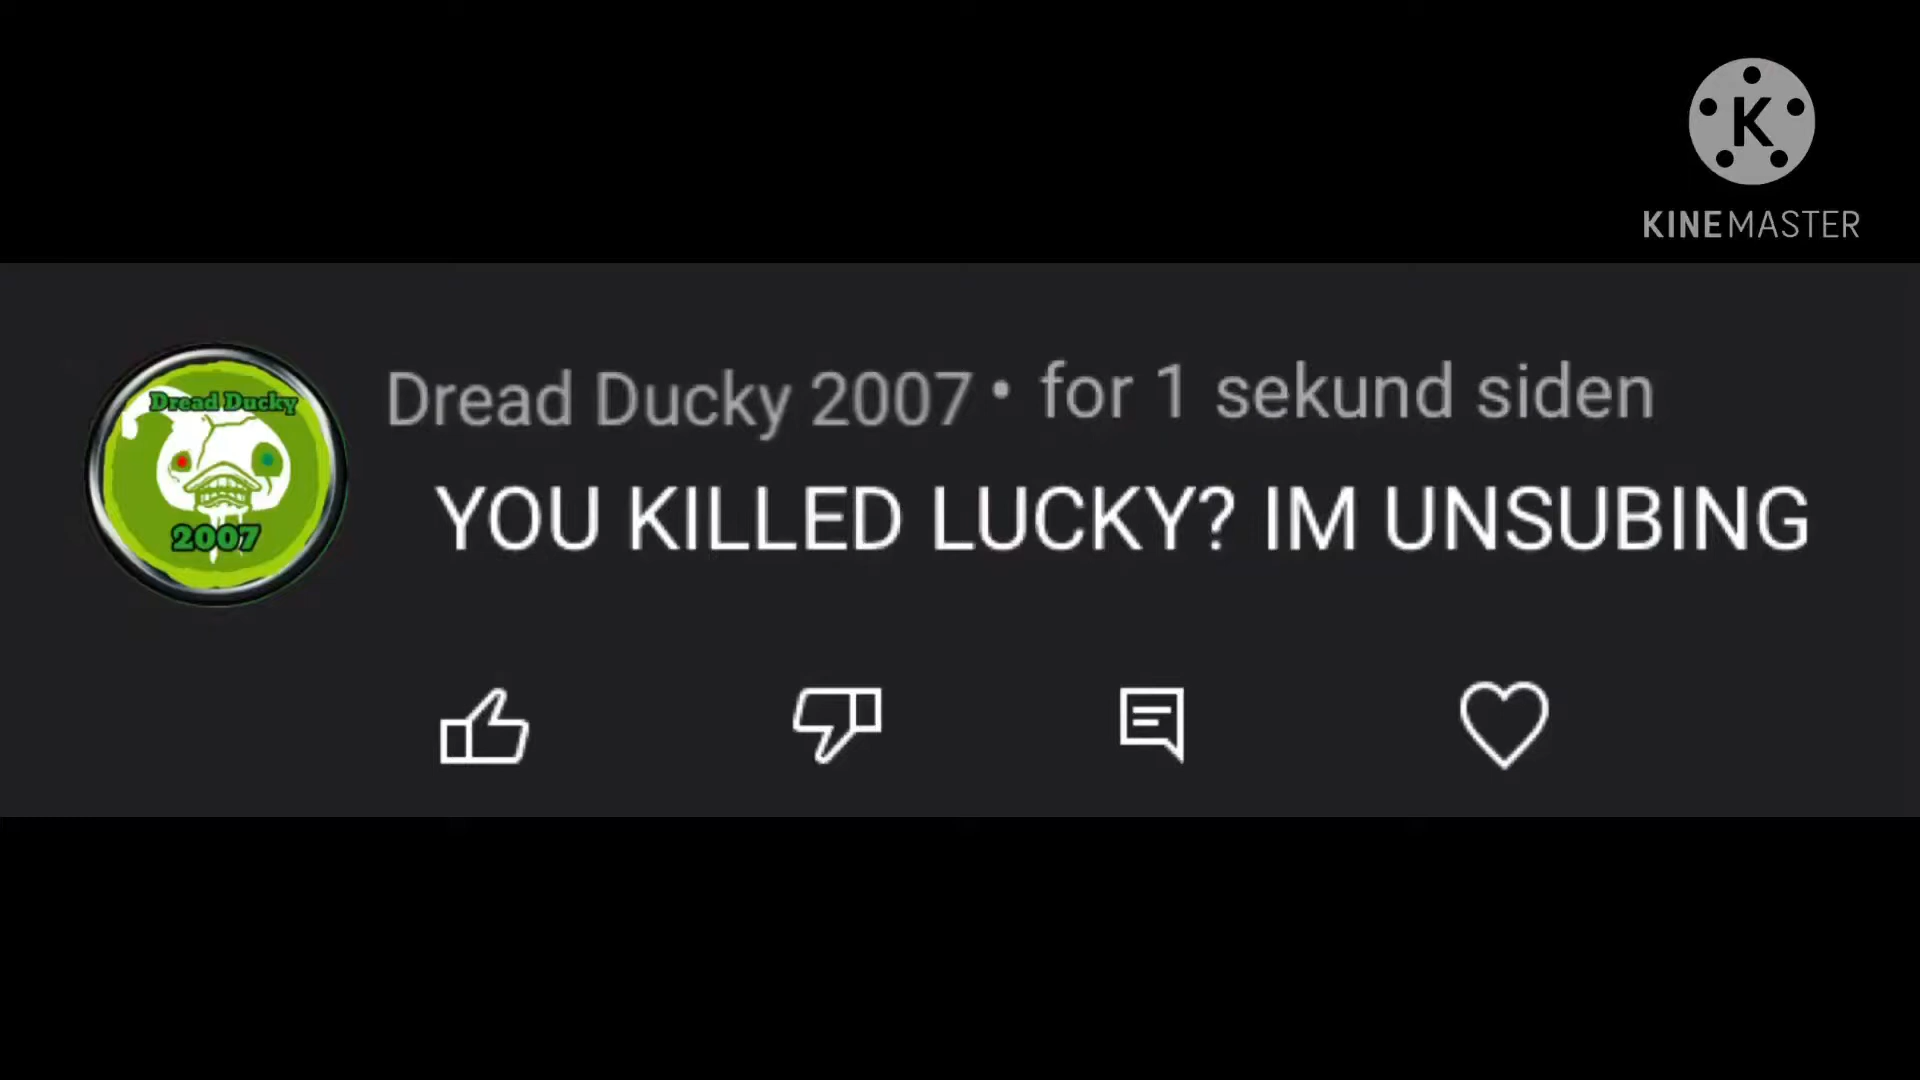 K
KINEMASTER
Dread Ducky 2007 • for 1 sekund siden
Dread Ducky
2007
YOU KILLED LUCKY? IM UNSUBING